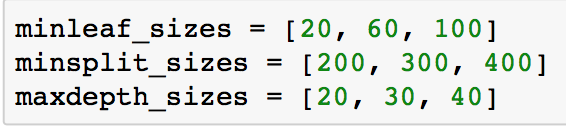 minleaf_sizes = [20, 60, 100]
minsplit_sizes = [200, 300, 400]
maxdepth_sizes = [20, 30, 40]